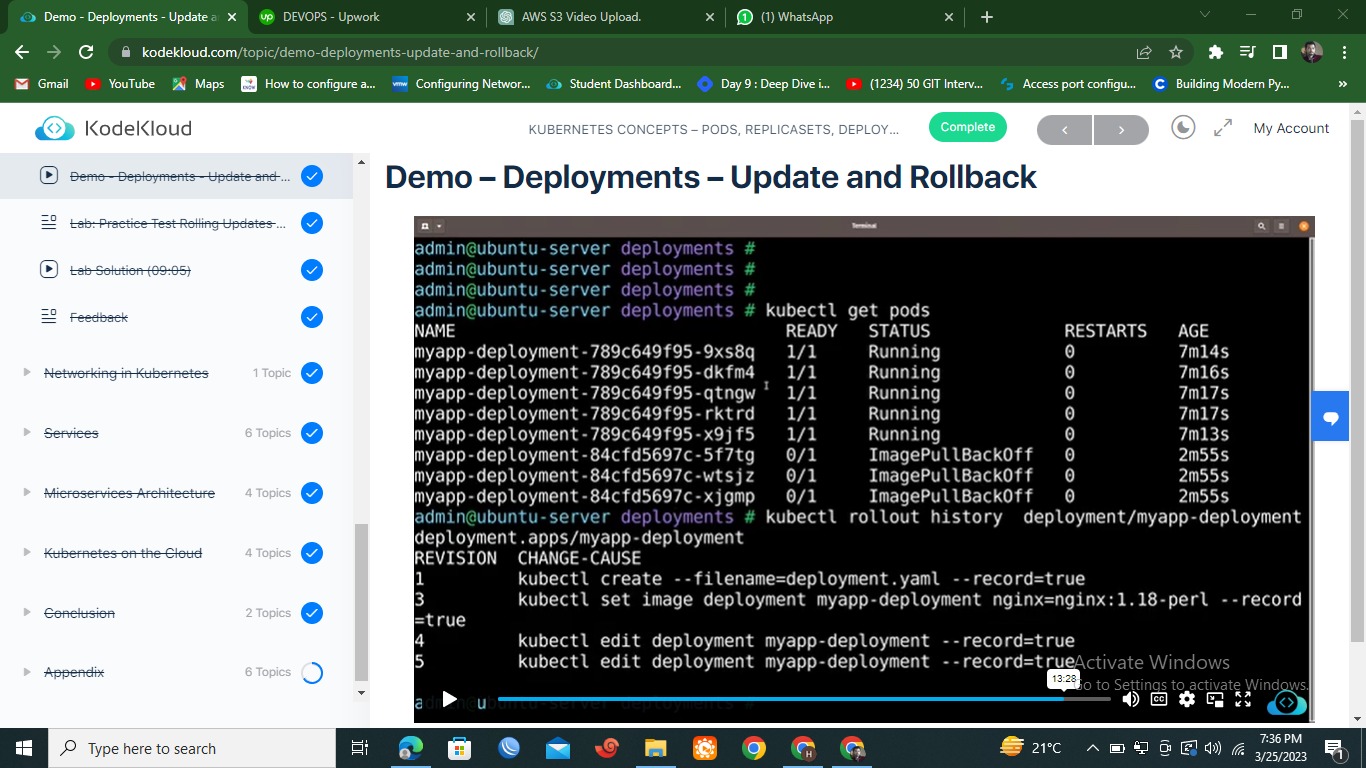 Demo - Deployments - Update a
DEVOPS - Upwork
AWS S3 Video Upload.
(1) WhatsApp
kodekloud.com/topic/demo-deployments-update-and-rollback/
Gmail
YouTube
Maps
How to configure a...
Configuring Networ...
Student Dashboard...
Day 9 : Deep Dive i...
(1234) 50 GIT Interv...
Access port configu...
Building Modern Py...
»
KodeKloud
KUBERNETES CONCEPTS – PODS, REPLICASETS, DEPLOY...
Complete
My Account
Demo - Deployments - Update and ...
Lab: Practice Test Rolling Updates ...
Lab Solution (09:05)
Feedback
Networking in Kubernetes 1 Topic
Services 6 Topics
Microservices Architecture 4 Topics
Kubernetes on the Cloud 4 Topics
Conclusion 2 Topics
Appendix 6 Topics
Demo – Deployments – Update and Rollback
Terminal
admin@ubuntu-server deployments #
admin@ubuntu-server deployments #
admin@ubuntu-server deployments #
admin@ubuntu-server deployments # kubectl get pods
NAME READY STATUS RESTARTS AGE
myapp-deployment-789c649f95-9xs8q 1/1 Running 0 7m14s
myapp-deployment-789c649f95-dkfm4 1/1 Running 0 7m16s
myapp-deployment-789c649f95-qtngw 1/1 Running 0 7m17s
myapp-deployment-789c649f95-rktrd 1/1 Running 0 7m17s
myapp-deployment-789c649f95-x9jf5 1/1 Running 0 7m13s
myapp-deployment-84cfd5697c-5f7tg 0/1 ImagePullBackOff 0 2m55s
myapp-deployment-84cfd5697c-wtsjz 0/1 ImagePullBackOff 0 2m55s
myapp-deployment-84cfd5697c-xjgmp 0/1 ImagePullBackOff 0 2m55s
admin@ubuntu-server deployments # kubectl rollout history deployment/myapp-deployment
deployment.apps/myapp-deployment
REVISION CHANGE-CAUSE
1 kubectl create --filename=deployment.yaml --record=true
3 kubectl set image deployment myapp-deployment nginx=nginx:1.18-perl --record
=true
4 kubectl edit deployment myapp-deployment --record=true
5 kubectl edit deployment myapp-deployment --record=true
Activate Windows
Go to Settings to activate Windows.
13:28
Type here to search
21°C
7:36 PM
3/25/2023
1